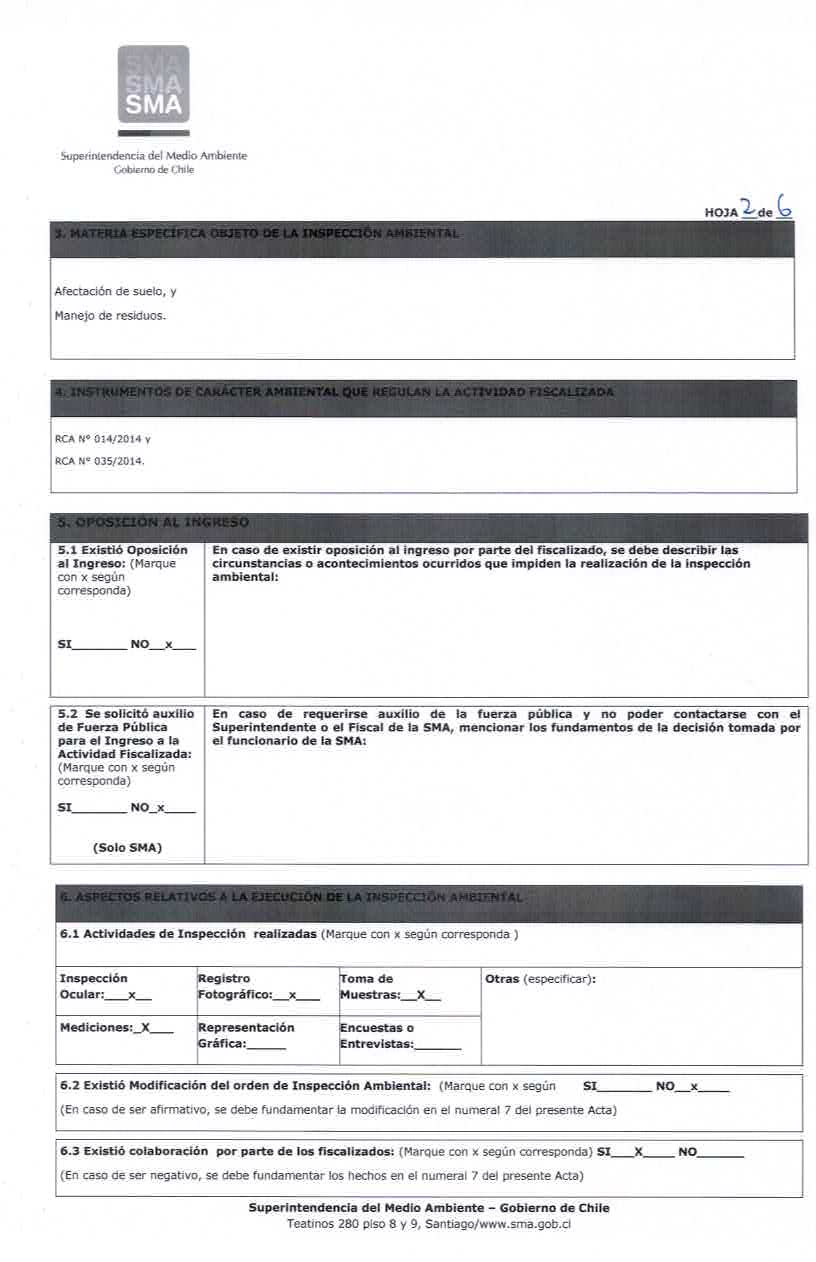 SMA
SMA
SMA
Superintendencia del Medio Ambiente
Gobierno de Chile
HOJA 2 de 6
3. MATERIA ESPECÍFICA OBJETO DE LA INSPECCIÓN AMBIENTAL
Afectación de suelo, y
Manejo de residuos.
4. INSTRUMENTOS DE CARÁCTER AMBIENTAL QUE REGULAN LA ACTIVIDAD FISCALIZADA
RCA N° 014/2014 y
RCA N° 035/2014.
5. OPOSICIÓN AL INGRESO
5.1 Existió Oposición
al Ingreso: (Marque
con x según
corresponda)
SI________ NO__x___
En caso de existir oposición al ingreso por parte del fiscalizado, se debe describir las
circunstancias o acontecimientos ocurridos que impiden la realización de la inspección
ambiental:
5.2 Se solicitó auxilio
de Fuerza Pública
para el Ingreso a la
Actividad Fiscalizada:
(Marque con x según
corresponda)
SI________ NO_x____
(Solo SMA)
En caso de requerirse auxilio de la fuerza pública y no poder contactarse con el
Superintendente o el Fiscal de la SMA, mencionar los fundamentos de la decisión tomada por
el funcionario de la SMA:
6. ASPECTOS RELATIVOS A LA EJECUCIÓN DE LA INSPECCIÓN AMBIENTAL
6.1 Actividades de Inspección realizadas (Marque con x según corresponda )
Inspección
Ocular:___x__
Registro
Fotográfico:__x___
Toma de
Muestras:__X__
Otras (especificar):
Mediciones:_X___
Representación
Gráfica:_____
Encuestas o
Entrevistas:______
6.2 Existió Modificación del orden de Inspección Ambiental: (Marque con x según SI_______ NO__x____
(En caso de ser afirmativo, se debe fundamentar la modificación en el numeral 7 del presente Acta)
6.3 Existió colaboración por parte de los fiscalizados: (Marque con x según corresponda) SI___X____ NO______
(En caso de ser negativo, se debe fundamentar los hechos en el numeral 7 del presente Acta)
Superintendencia del Medio Ambiente – Gobierno de Chile
Teatinos 280 piso 8 y 9, Santiago/www.sma.gob.cl